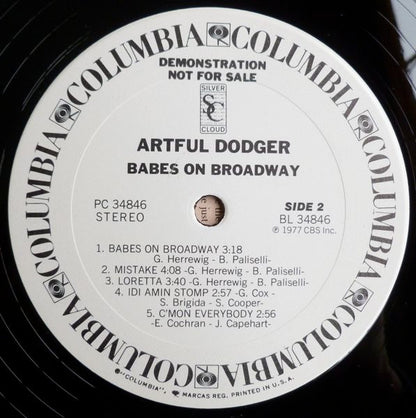 COLUMBIA COLUMBIA COLUMBIA COLUMBIA COLUMBIA COLUMBIA
DEMONSTRATION
NOT FOR SALE
SILVER
SC
CLOUD
ARTFUL DODGER
BABES ON BROADWAY
PC 34846
STEREO
SIDE 2
BL 34846
℗ 1977 CBS Inc.
1. BABES ON BROADWAY 3:18
G. Herrewig - B. Paliselli-
2. MISTAKE 4:08 -G. Herrewig - B. Paliselli-
3. LORETTA 3:40 -G. Herrewig - B. Paliselli-
4. IDI AMIN STOMP 2:57 -G. Cox -
S. Brigida - S. Cooper-
5. C'MON EVERYBODY 2:56
-E. Cochran - J. Capehart-
® "COLUMBIA", MARCAS REG. PRINTED IN U.S.A.